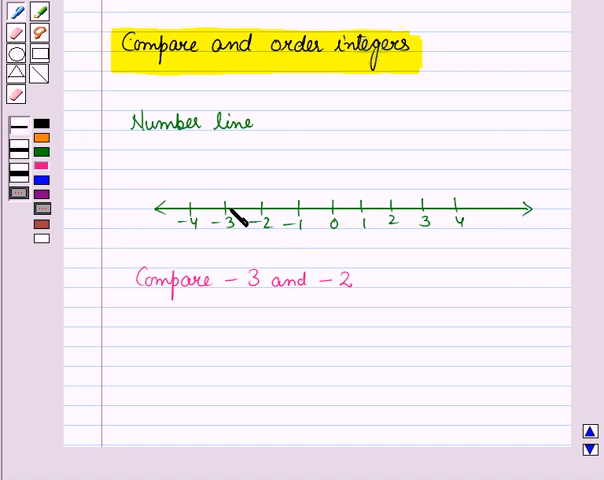 Compare and order integers
Number line
-4 -3 -2 -1 0 1 2 3 4
Compare - 3 and - 2